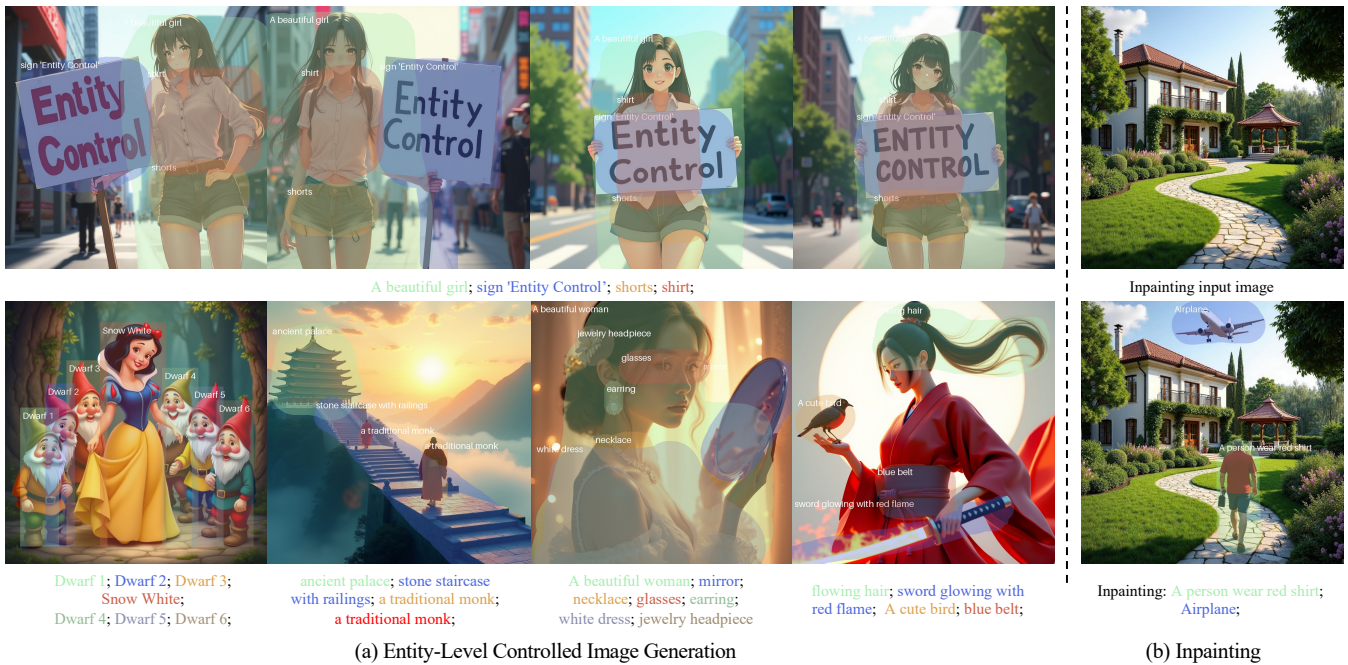 A beautiful girl
sign 'Entity Control'
shirt
Entity
Control
shorts
A beautiful girl
sign 'Entity Control'
shirt
Entity
Control
shorts
A beautiful girl
shirt
sign 'Entity Control'
Entity
Control
shorts
A beautiful girl
shirt
sign 'Entity Control'
ENTITY
CONTROL
shorts
A beautiful girl; sign 'Entity Control'; shorts; shirt;
Inpainting input image
Snow White
Dwarf 3
Dwarf 4
Dwarf 2
Dwarf 5
Dwarf 1
Dwarf 6
ancient palace
stone staircase with railings
a traditional monk
a traditional monk
A beautiful woman
jewelry headpiece
glasses
mirror
earring
necklace
white dress
hair
A cute bird
blue belt
sword glowing with red flame
Airplane
A person wear red shirt
Dwarf 1; Dwarf 2; Dwarf 3;
Snow White;
Dwarf 4; Dwarf 5; Dwarf 6;
ancient palace; stone staircase
with railings; a traditional monk;
a traditional monk;
A beautiful woman; mirror;
necklace; glasses; earring;
white dress; jewelry headpiece
flowing hair; sword glowing with
red flame; A cute bird; blue belt;
Inpainting: A person wear red shirt;
Airplane;
(a) Entity-Level Controlled Image Generation
(b) Inpainting